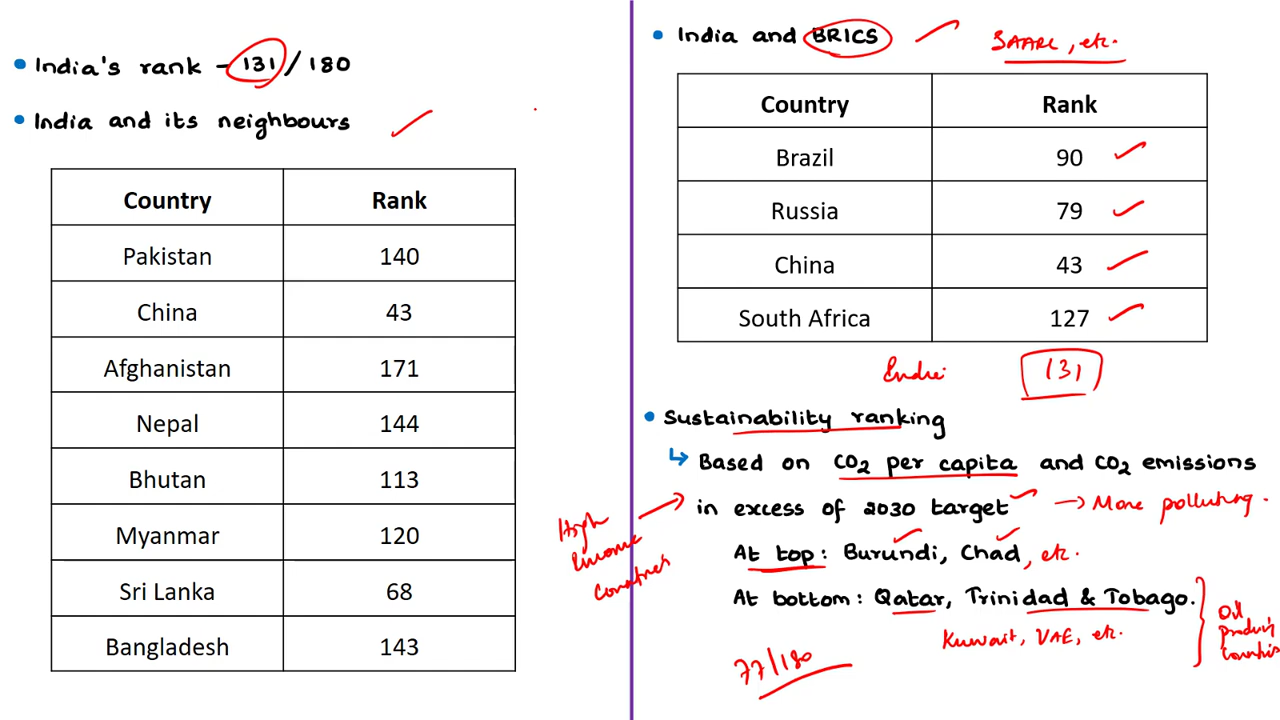 • India's rank - 131/180
• India and its neighbours
Country Rank
Pakistan 140
China 43
Afghanistan 171
Nepal 144
Bhutan 113
Myanmar 120
Sri Lanka 68
Bangladesh 143
• India and BRICS
SAARC, etc.
Country Rank
Brazil 90
Russia 79
China 43
South Africa 127
India 131
• Sustainability ranking
↳ Based on CO2 per capita and CO2 emissions
in excess of 2030 target → More polluting.
High
income
countries
At top: Burundi, Chad, etc.
At bottom: Qatar, Trinidad & Tobago.
Kuwait, UAE, etc.
Oil
countries
77/180